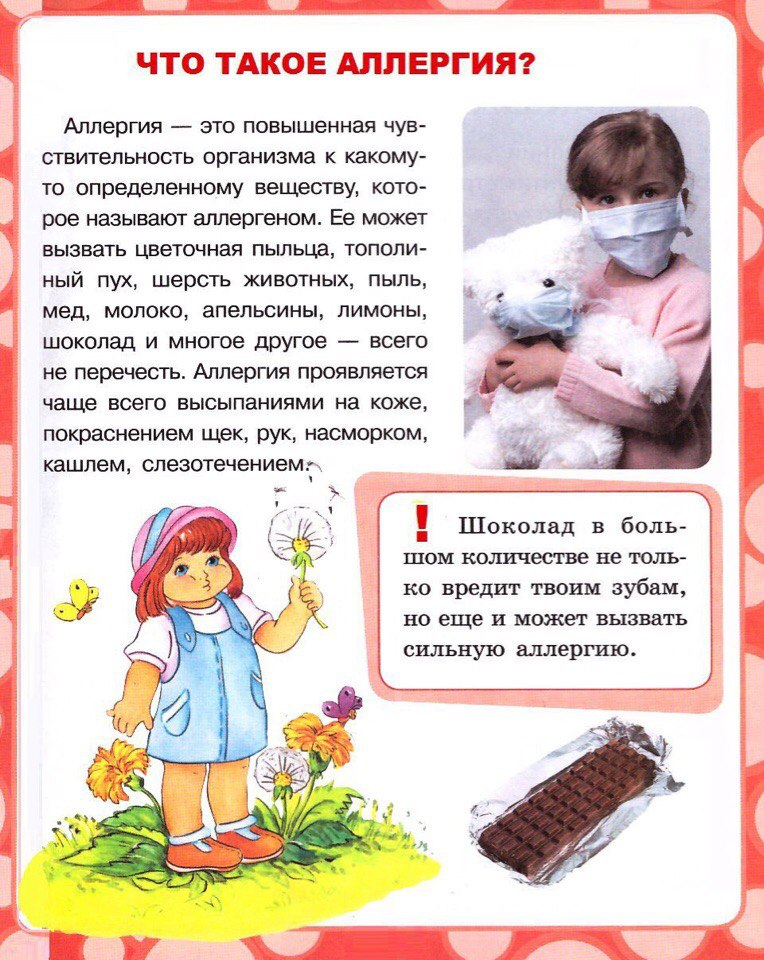 ЧТО ТАКОЕ АЛЛЕРГИЯ?
Аллергия — это повышенная чув-
ствительность организма к какому-
то определенному веществу, кото-
рое называют аллергеном. Ее может
вызвать цветочная пыльца, тополи-
ный пух, шерсть животных, пыль,
мед, молоко, апельсины, лимоны,
шоколад и многое другое — всего
не перечесть. Аллергия проявляется
чаще всего высыпаниями на коже,
покраснением щек, рук, насморком,
кашлем, слезотечением.
! Шоколад в боль-
шом количестве не толь-
ко вредит твоим зубам,
но еще и может вызвать
сильную аллергию.